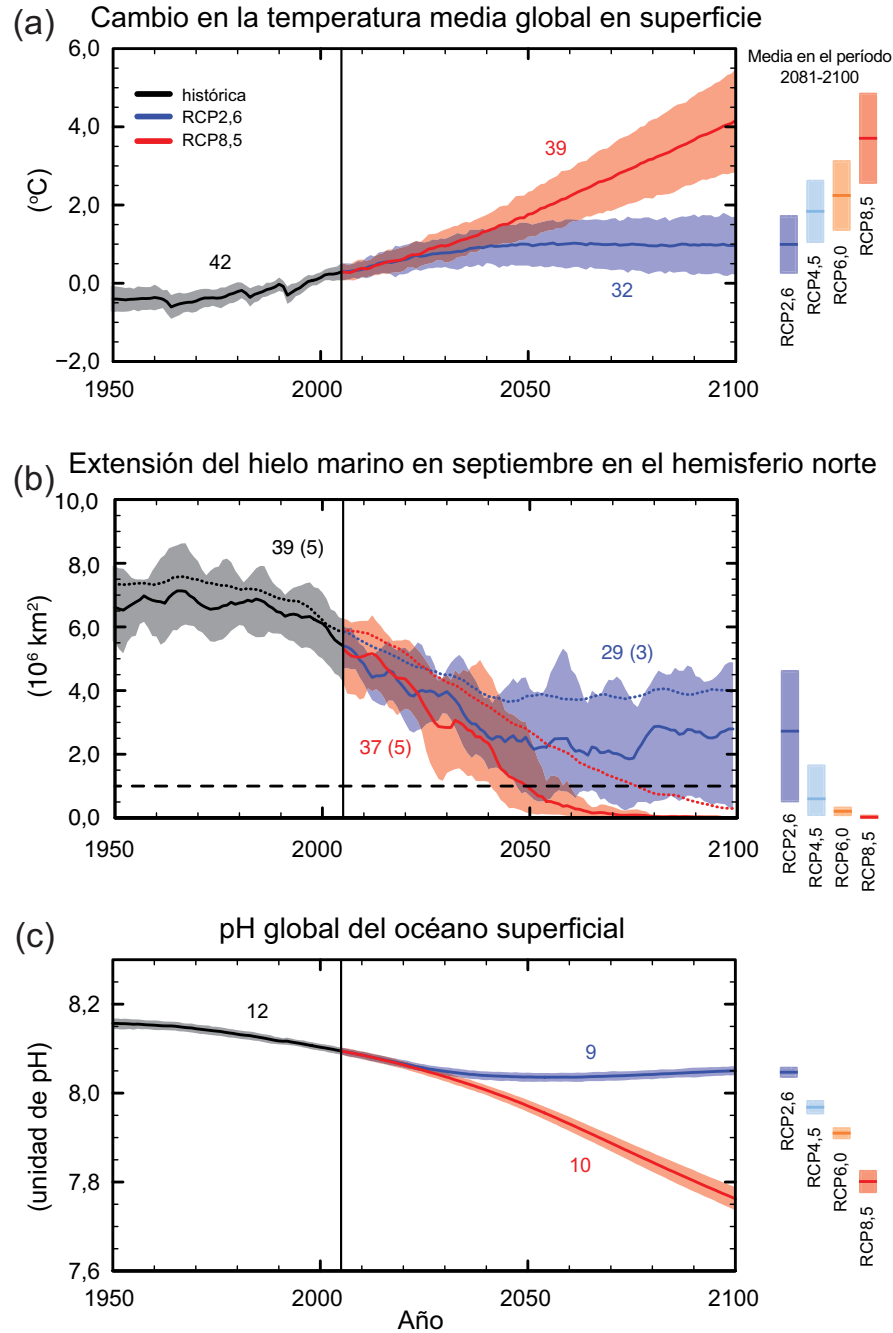 (a)
Cambio en la temperatura media global en superficie
6,0
4,0
2,0
0,0
−2,0
(°C)
histórica
RCP2,6
RCP8,5
42
39
32
1950
2000
2050
2100
Media en el período
2081-2100
RCP2,6
RCP4,5
RCP6,0
RCP8,5
(b)
Extensión del hielo marino en septiembre en el hemisferio norte
10,0
8,0
6,0
4,0
2,0
0,0
(10⁶ km²)
39 (5)
29 (3)
37 (5)
1950
2000
2050
2100
RCP2,6
RCP4,5
RCP6,0
RCP8,5
(c)
pH global del océano superficial
8,2
8,0
7,8
7,6
(unidad de pH)
12
9
10
1950
2000
2050
2100
Año
RCP2,6
RCP4,5
RCP6,0
RCP8,5